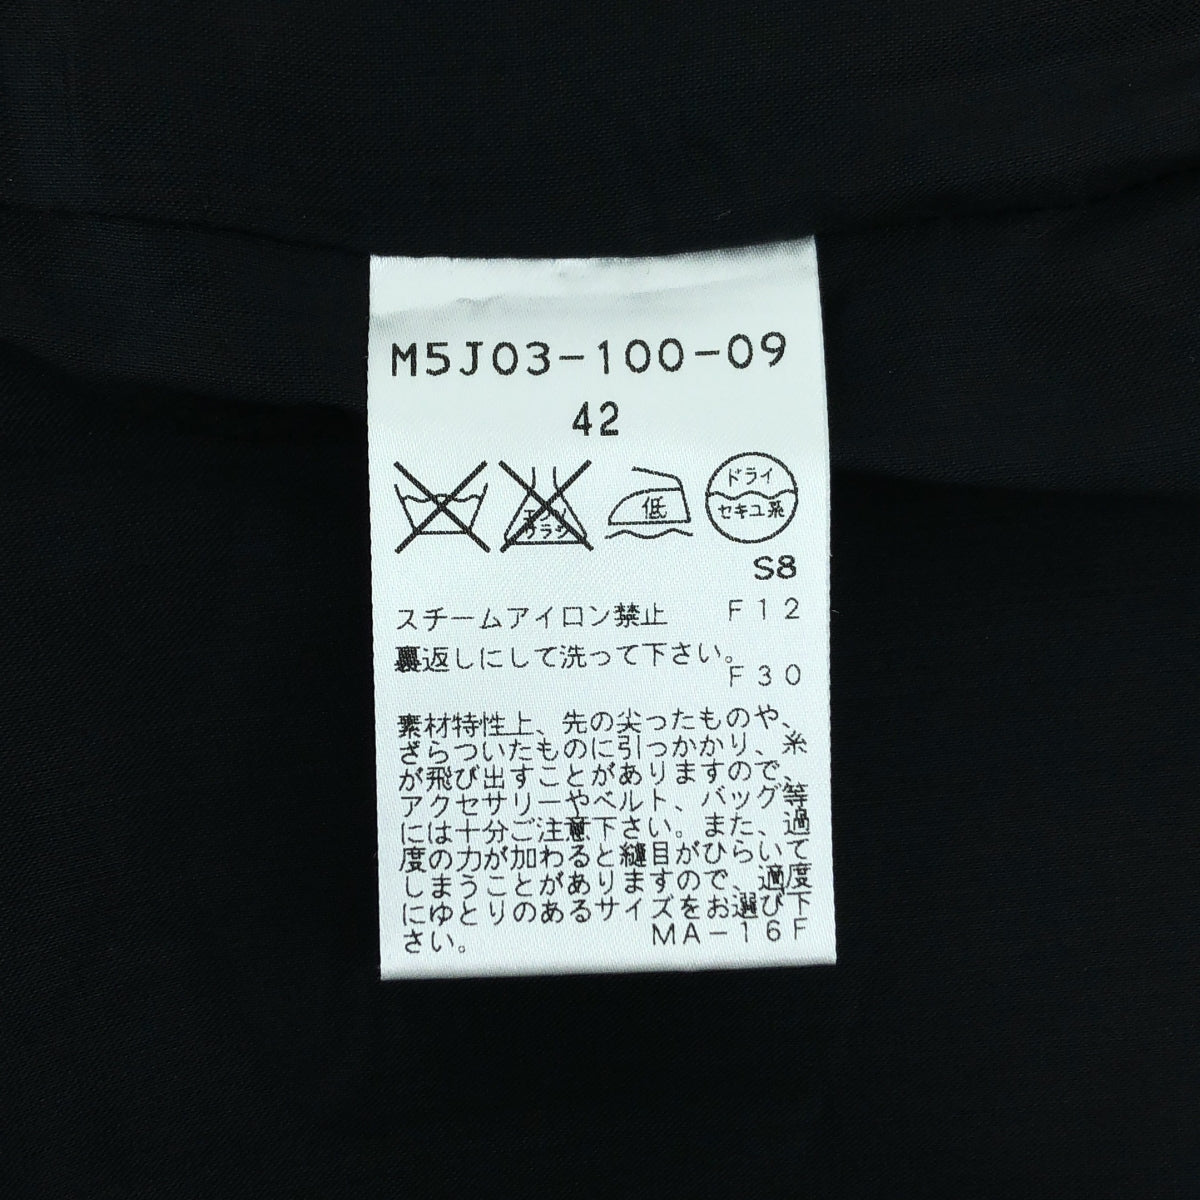 M5J03-100-09
42
エンソ
サラシ
低
ドライ
セキユ系
S8
スチームアイロン禁止 F12
裏返しにして洗って下さい。
F30
素材特性上、先の尖ったものや、
ざらついたものに引っかかり、糸
が飛び出すことがありますので、
アクセサリーやベルト、バッグ等
には十分ご注意下さい。また、過
度の力が加わると縫目がひらいて
しまうことがありますので、適度
にゆとりのあるサイズをお選び下
さい。 MA-16F